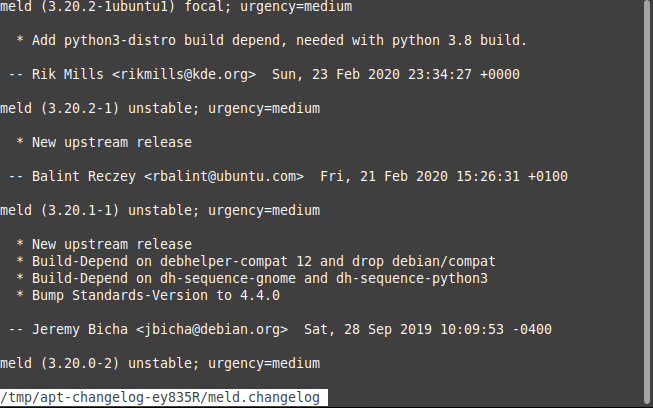 meld (3.20.2-1ubuntu1) focal; urgency=medium
* Add python3-distro build depend, needed with python 3.8 build.
-- Rik Mills <rikmills@kde.org>  Sun, 23 Feb 2020 23:34:27 +0000
meld (3.20.2-1) unstable; urgency=medium
* New upstream release
-- Balint Reczey <rbalint@ubuntu.com>  Fri, 21 Feb 2020 15:26:31 +0100
meld (3.20.1-1) unstable; urgency=medium
* New upstream release
* Build-Depend on debhelper-compat 12 and drop debian/compat
* Build-Depend on dh-sequence-gnome and dh-sequence-python3
* Bump Standards-Version to 4.4.0
-- Jeremy Bicha <jbicha@debian.org>  Sat, 28 Sep 2019 10:09:53 -0400
meld (3.20.0-2) unstable; urgency=medium
/tmp/apt-changelog-ey835R/meld.changelog